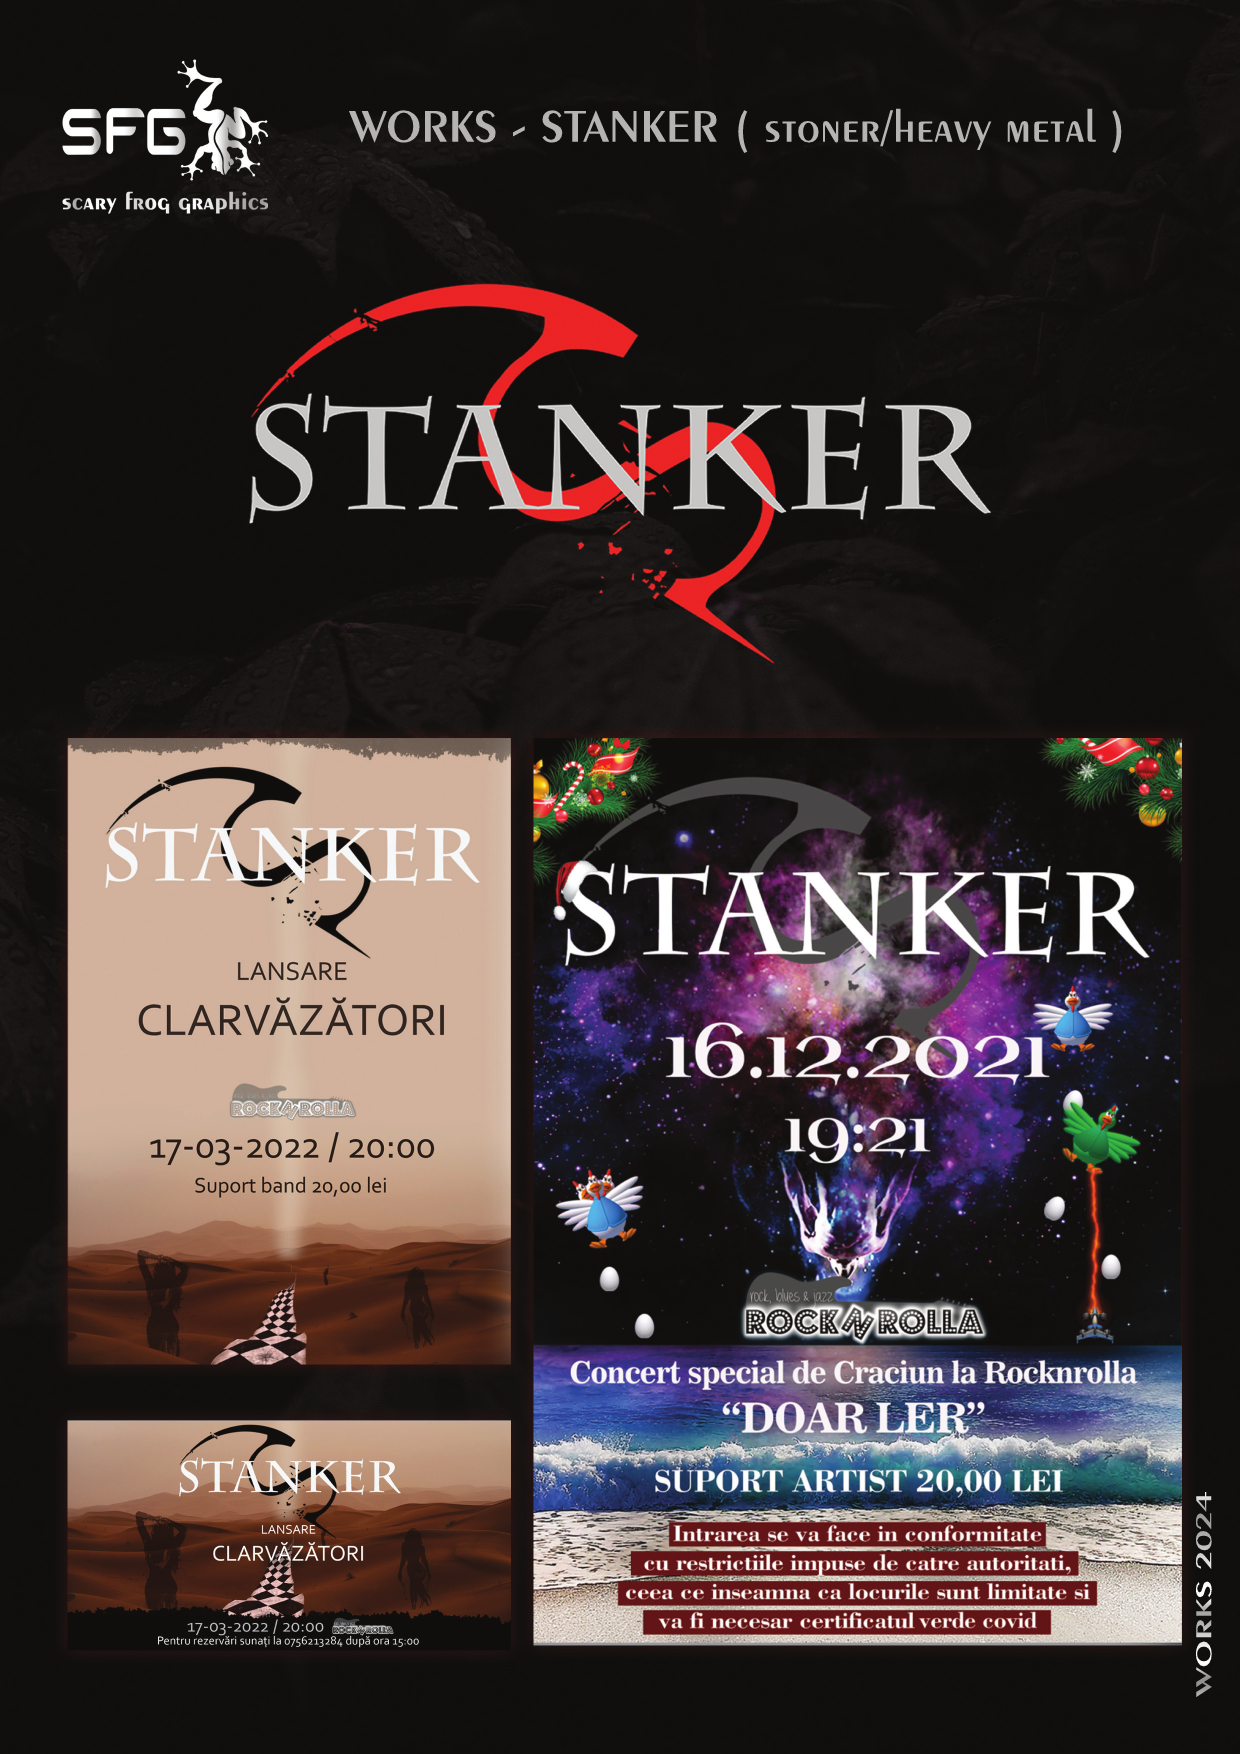 SFG
scary frog graphics
WORKS - STANKER ( STONER/HEAVY METAL )
STANKER
STANKER
LANSARE
CLARVĂZĂTORI
ROCK N ROLLA
17-03-2022 / 20:00
Suport band 20,00 lei
STANKER
LANSARE
CLARVĂZĂTORI
17-03-2022 / 20:00 ROCK N ROLLA
Pentru rezervări sunați la 0756213284 după ora 15:00
STANKER
16.12.2021
19:21
rock, blues & jazz
ROCK N ROLLA
Concert special de Craciun la Rocknrolla
“DOAR LER”
SUPORT ARTIST 20,00 LEI
Intrarea se va face in conformitate
cu restrictiile impuse de catre autoritati,
ceea ce inseamna ca locurile sunt limitate si
va fi necesar certificatul verde covid
WORKS 2024